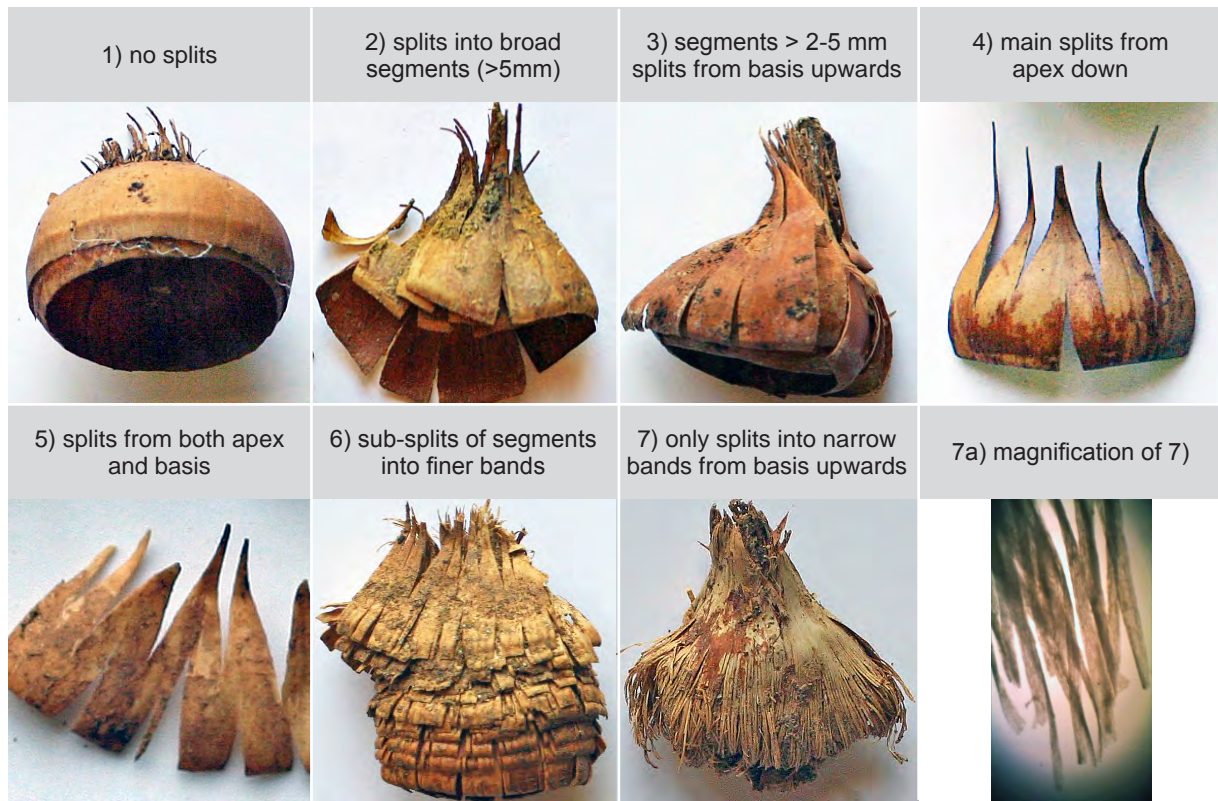 1) no splits
2) splits into broad
segments (>5mm)
3) segments > 2-5 mm
splits from basis upwards
4) main splits from
apex down
5) splits from both apex
and basis
6) sub-splits of segments
into finer bands
7) only splits into narrow
bands from basis upwards
7a) magnification of 7)